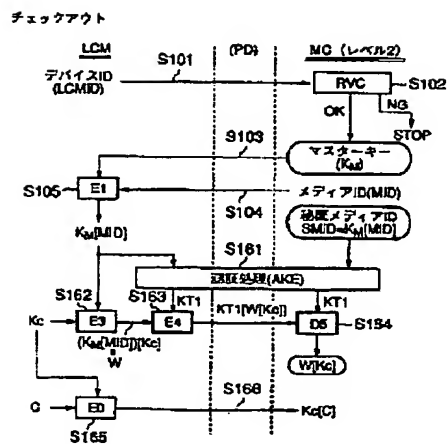 チェックアウト
LCM (PD) MC (レベル2)
S101
デバイスID
(LCMID)
RVC
S102
OK
NG
STOP
S103
マスターキー
(KM)
S105
E1
メディアID(MID)
S104
KM[MID]
秘匿メディアID
SMID=KM[MID]
S161
認証処理(AKE)
S162
S163
KT1
KT1
Kc
E3
E4
KT1[W[Kc]]
D5
S164
(KM[MID])[Kc]
W
W[Kc]
S166
C
E0
Kc[C]
S165